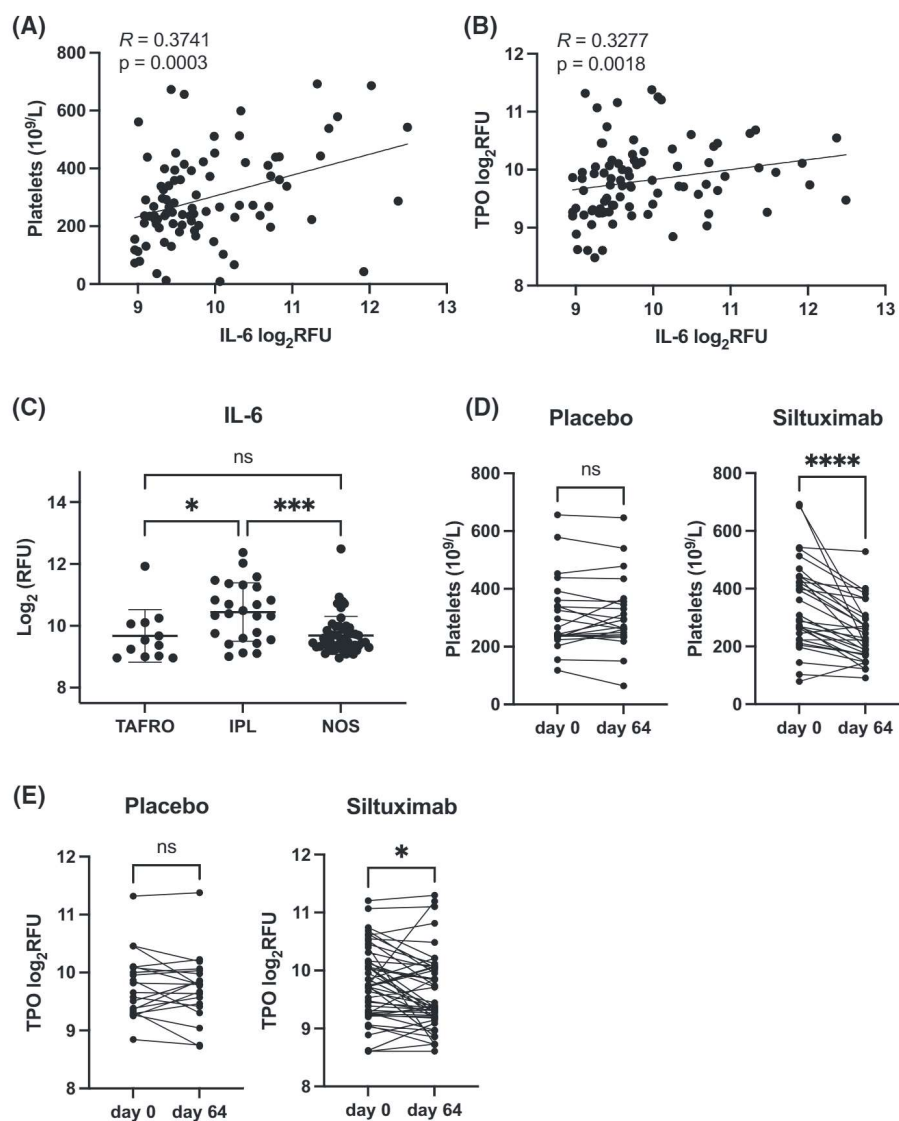 (A)
R = 0.3741
p = 0.0003
Platelets (10⁹/L)
800
600
400
200
0
9 10 11 12 13
IL-6 log₂RFU
(B)
R = 0.3277
p = 0.0018
TPO log₂RFU
12
11
10
9
8
9 10 11 12 13
IL-6 log₂RFU
(C)
IL-6
ns
* ***
Log₂ (RFU)
14
12
10
8
TAFRO IPL NOS
(D)
Placebo
ns
Platelets (10⁹/L)
800
600
400
200
0
day 0 day 64
Siltuximab
****
Platelets (10⁹/L)
800
600
400
200
0
day 0 day 64
(E)
Placebo
ns
TPO log₂RFU
12
11
10
9
8
day 0 day 64
Siltuximab
*
TPO log₂RFU
12
11
10
9
8
day 0 day 64